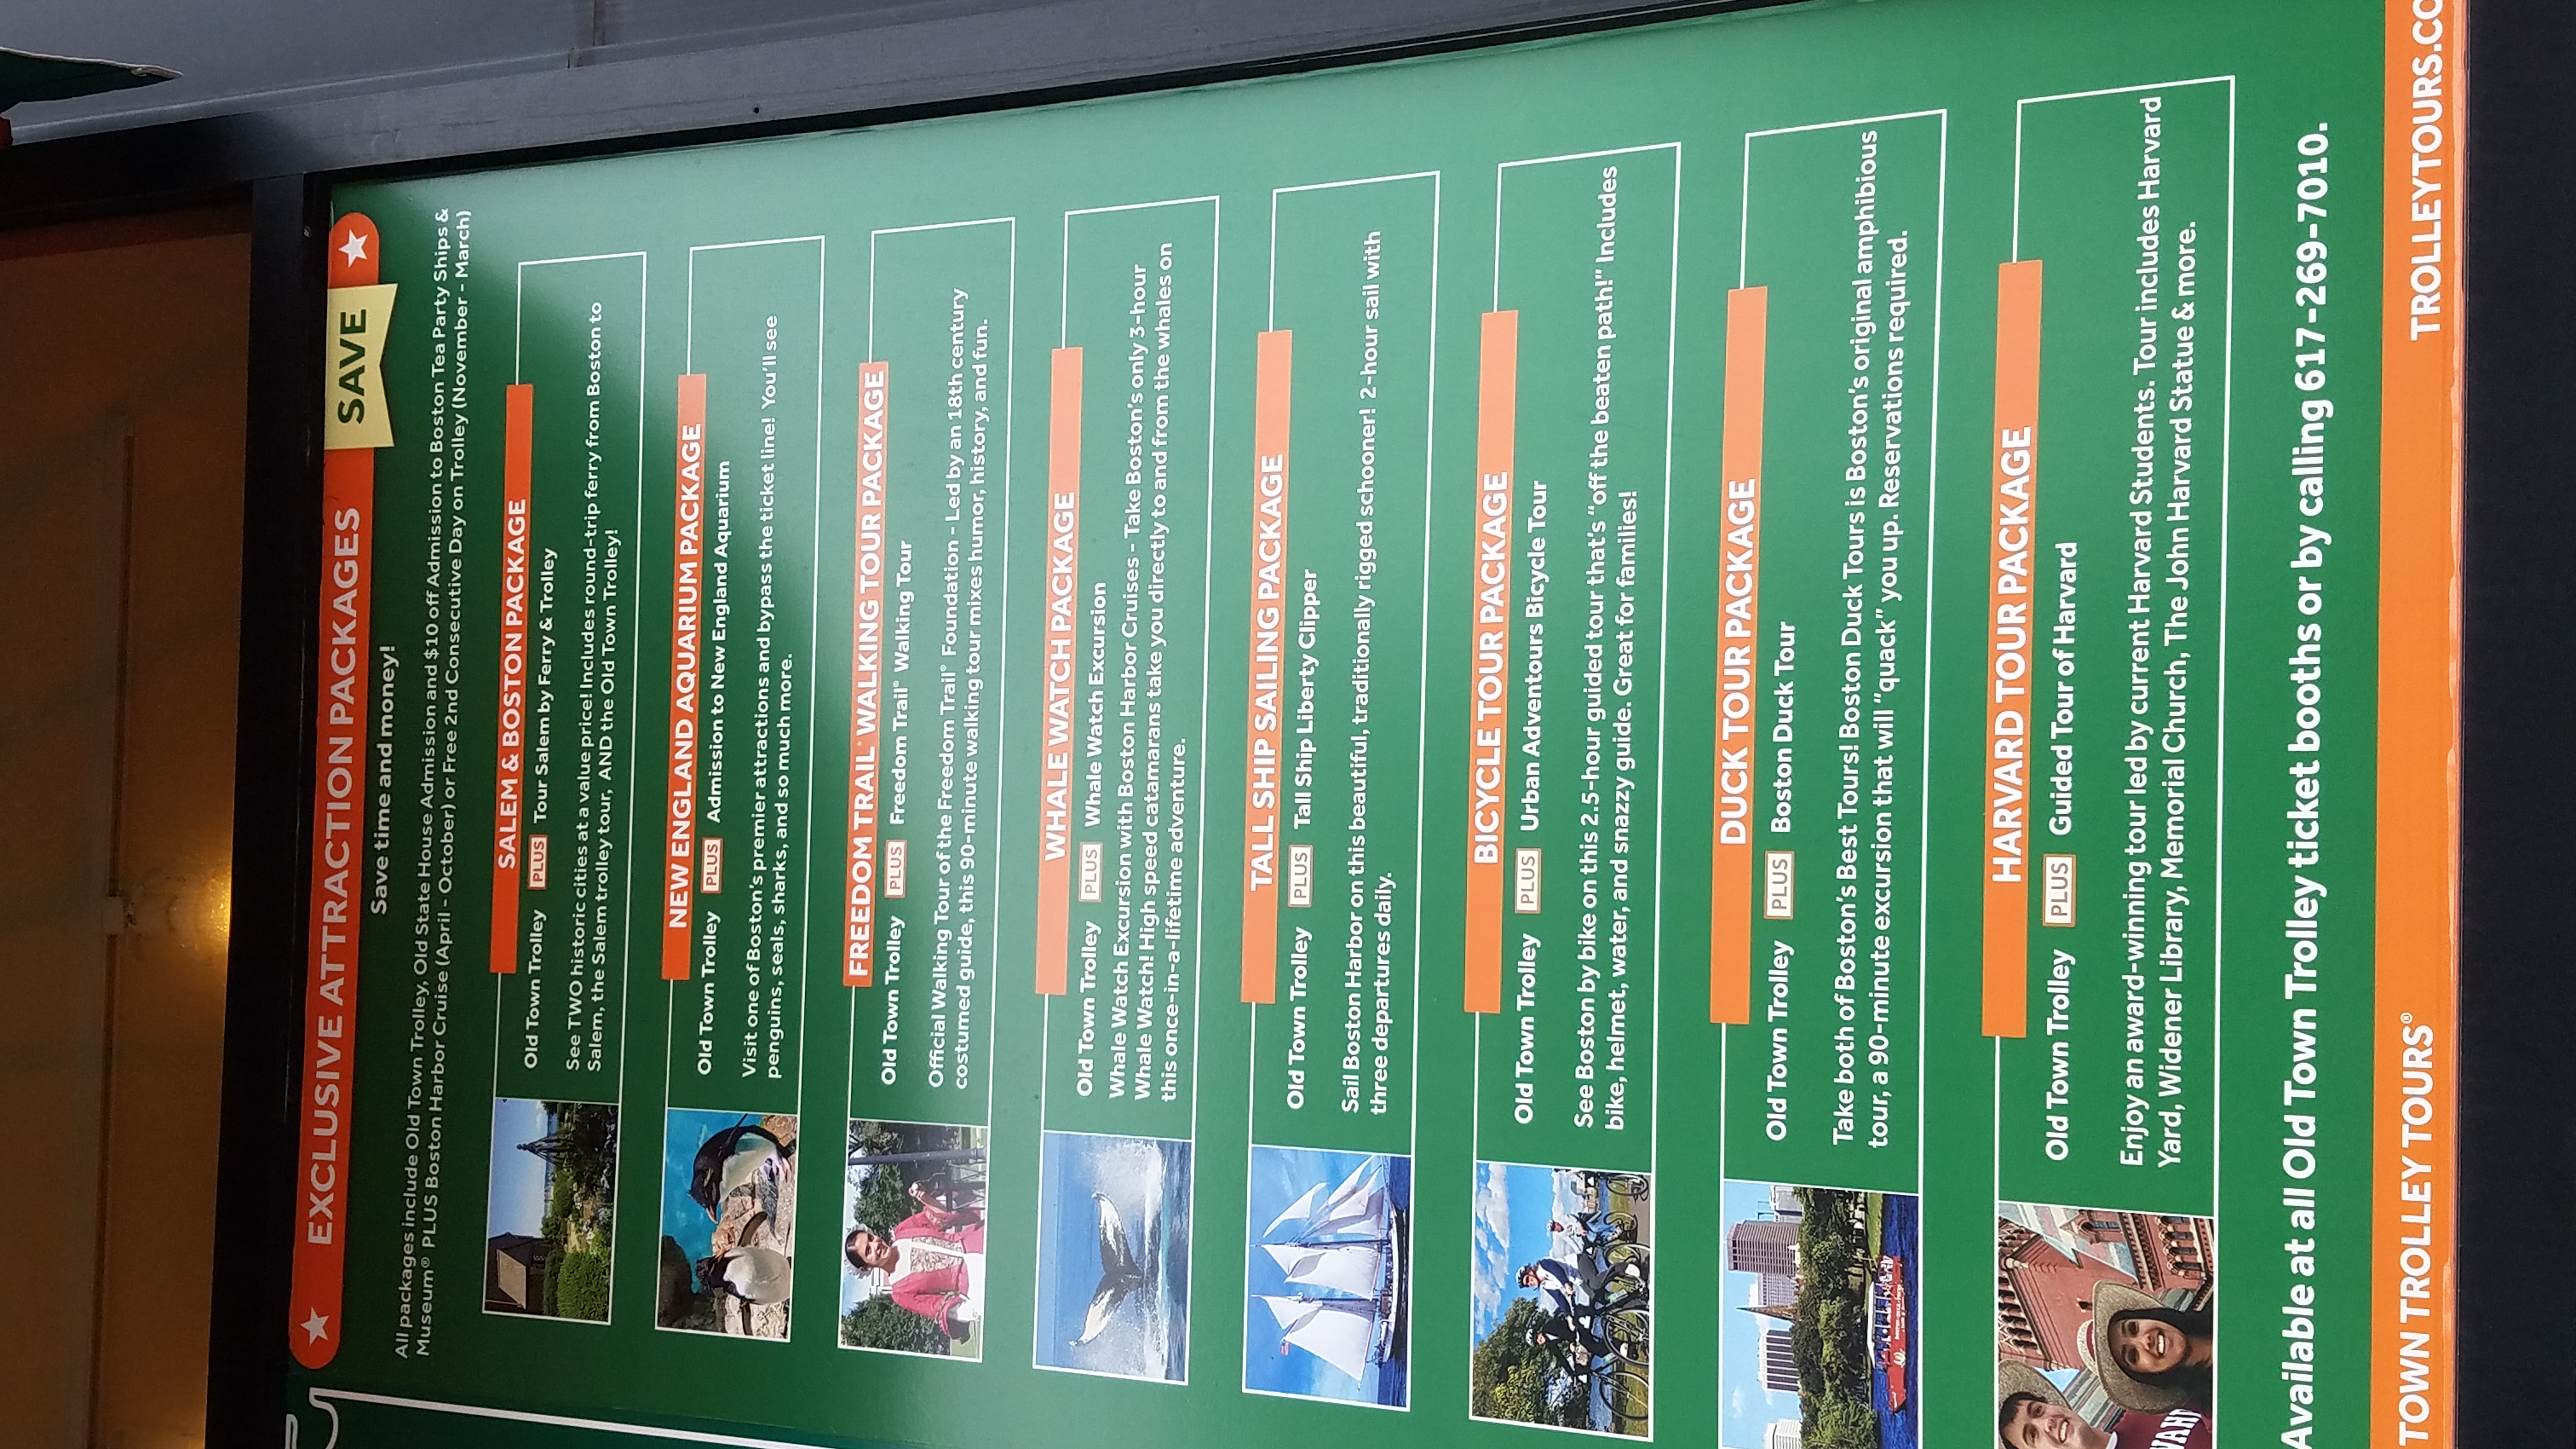 EXCLUSIVE ATTRACTION PACKAGES
SAVE
Save time and money!
All packages include Old Town Trolley, Old State House Admission and $10 off Admission to Boston Tea Party Ships &
Museum® PLUS Boston Harbor Cruise (April - October) or Free 2nd Consecutive Day on Trolley (November - March)
SALEM & BOSTON PACKAGE
Old Town Trolley PLUS Tour Salem by Ferry & Trolley
See TWO historic cities at a value price! Includes round-trip ferry from Boston to
Salem, the Salem trolley tour, AND the Old Town Trolley!
NEW ENGLAND AQUARIUM PACKAGE
Old Town Trolley PLUS Admission to New England Aquarium
Visit one of Boston's premier attractions and bypass the ticket line! You'll see
penguins, seals, sharks, and so much more.
FREEDOM TRAIL® WALKING TOUR PACKAGE
Old Town Trolley PLUS Freedom Trail® Walking Tour
Official Walking Tour of the Freedom Trail® Foundation - Led by an 18th century
costumed guide, this 90-minute walking tour mixes humor, history, and fun.
WHALE WATCH PACKAGE
Old Town Trolley PLUS Whale Watch Excursion
Whale Watch Excursion with Boston Harbor Cruises - Take Boston's only 3-hour
Whale Watch! High speed catamarans take you directly to and from the whales on
this once-in-a-lifetime adventure.
TALL SHIP SAILING PACKAGE
Old Town Trolley PLUS Tall Ship Liberty Clipper
Sail Boston Harbor on this beautiful, traditionally rigged schooner! 2-hour sail with
three departures daily.
BICYCLE TOUR PACKAGE
Old Town Trolley PLUS Urban Adventours Bicycle Tour
See Boston by bike on this 2.5-hour guided tour that's "off the beaten path!" Includes
bike, helmet, water, and snazzy guide. Great for families!
DUCK TOUR PACKAGE
Old Town Trolley PLUS Boston Duck Tour
Take both of Boston's Best Tours! Boston Duck Tours is Boston's original amphibious
tour, a 90-minute excursion that will "quack" you up. Reservations required.
HARVARD TOUR PACKAGE
Old Town Trolley PLUS Guided Tour of Harvard
Enjoy an award-winning tour led by current Harvard Students. Tour includes Harvard
Yard, Widener Library, Memorial Church, The John Harvard Statue & more.
Available at all Old Town Trolley ticket booths or by calling 617-269-7010.
TOWN TROLLEY TOURS®
TROLLEYTOURS.CO